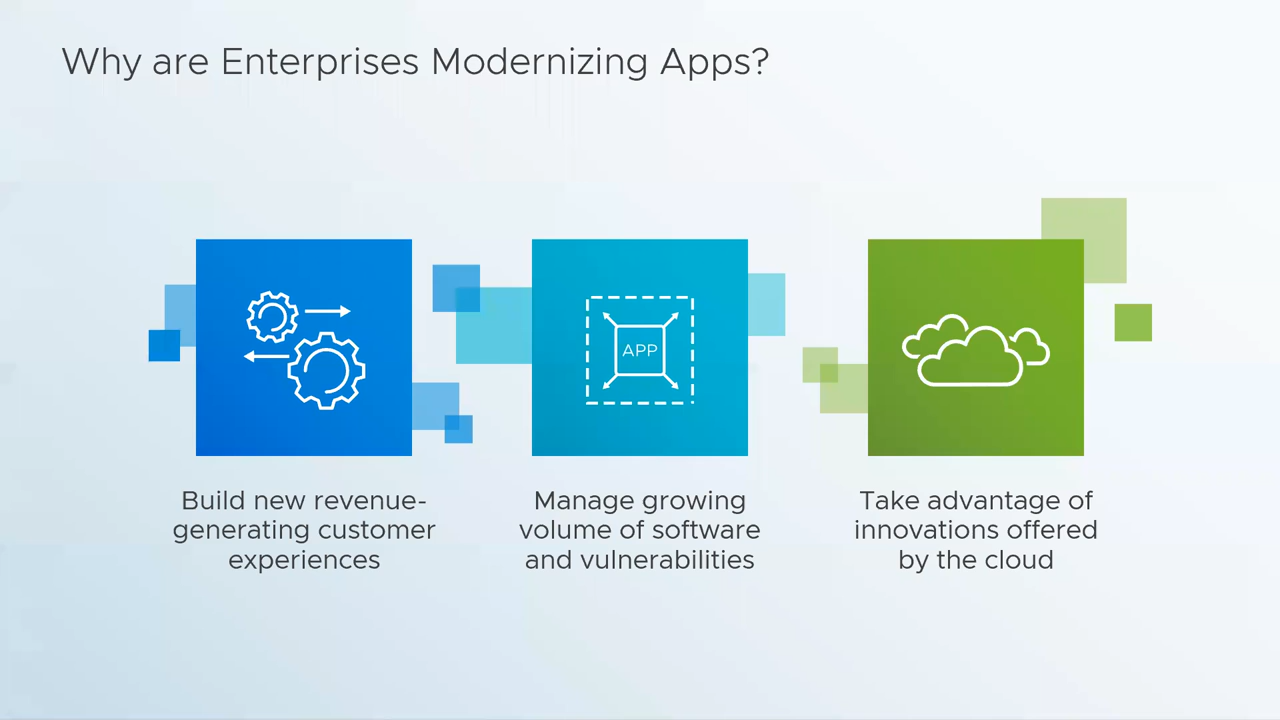 Why are Enterprises Modernizing Apps?
APP
Build new revenue-
generating customer
experiences
Manage growing
volume of software
and vulnerabilities
Take advantage of
innovations offered
by the cloud